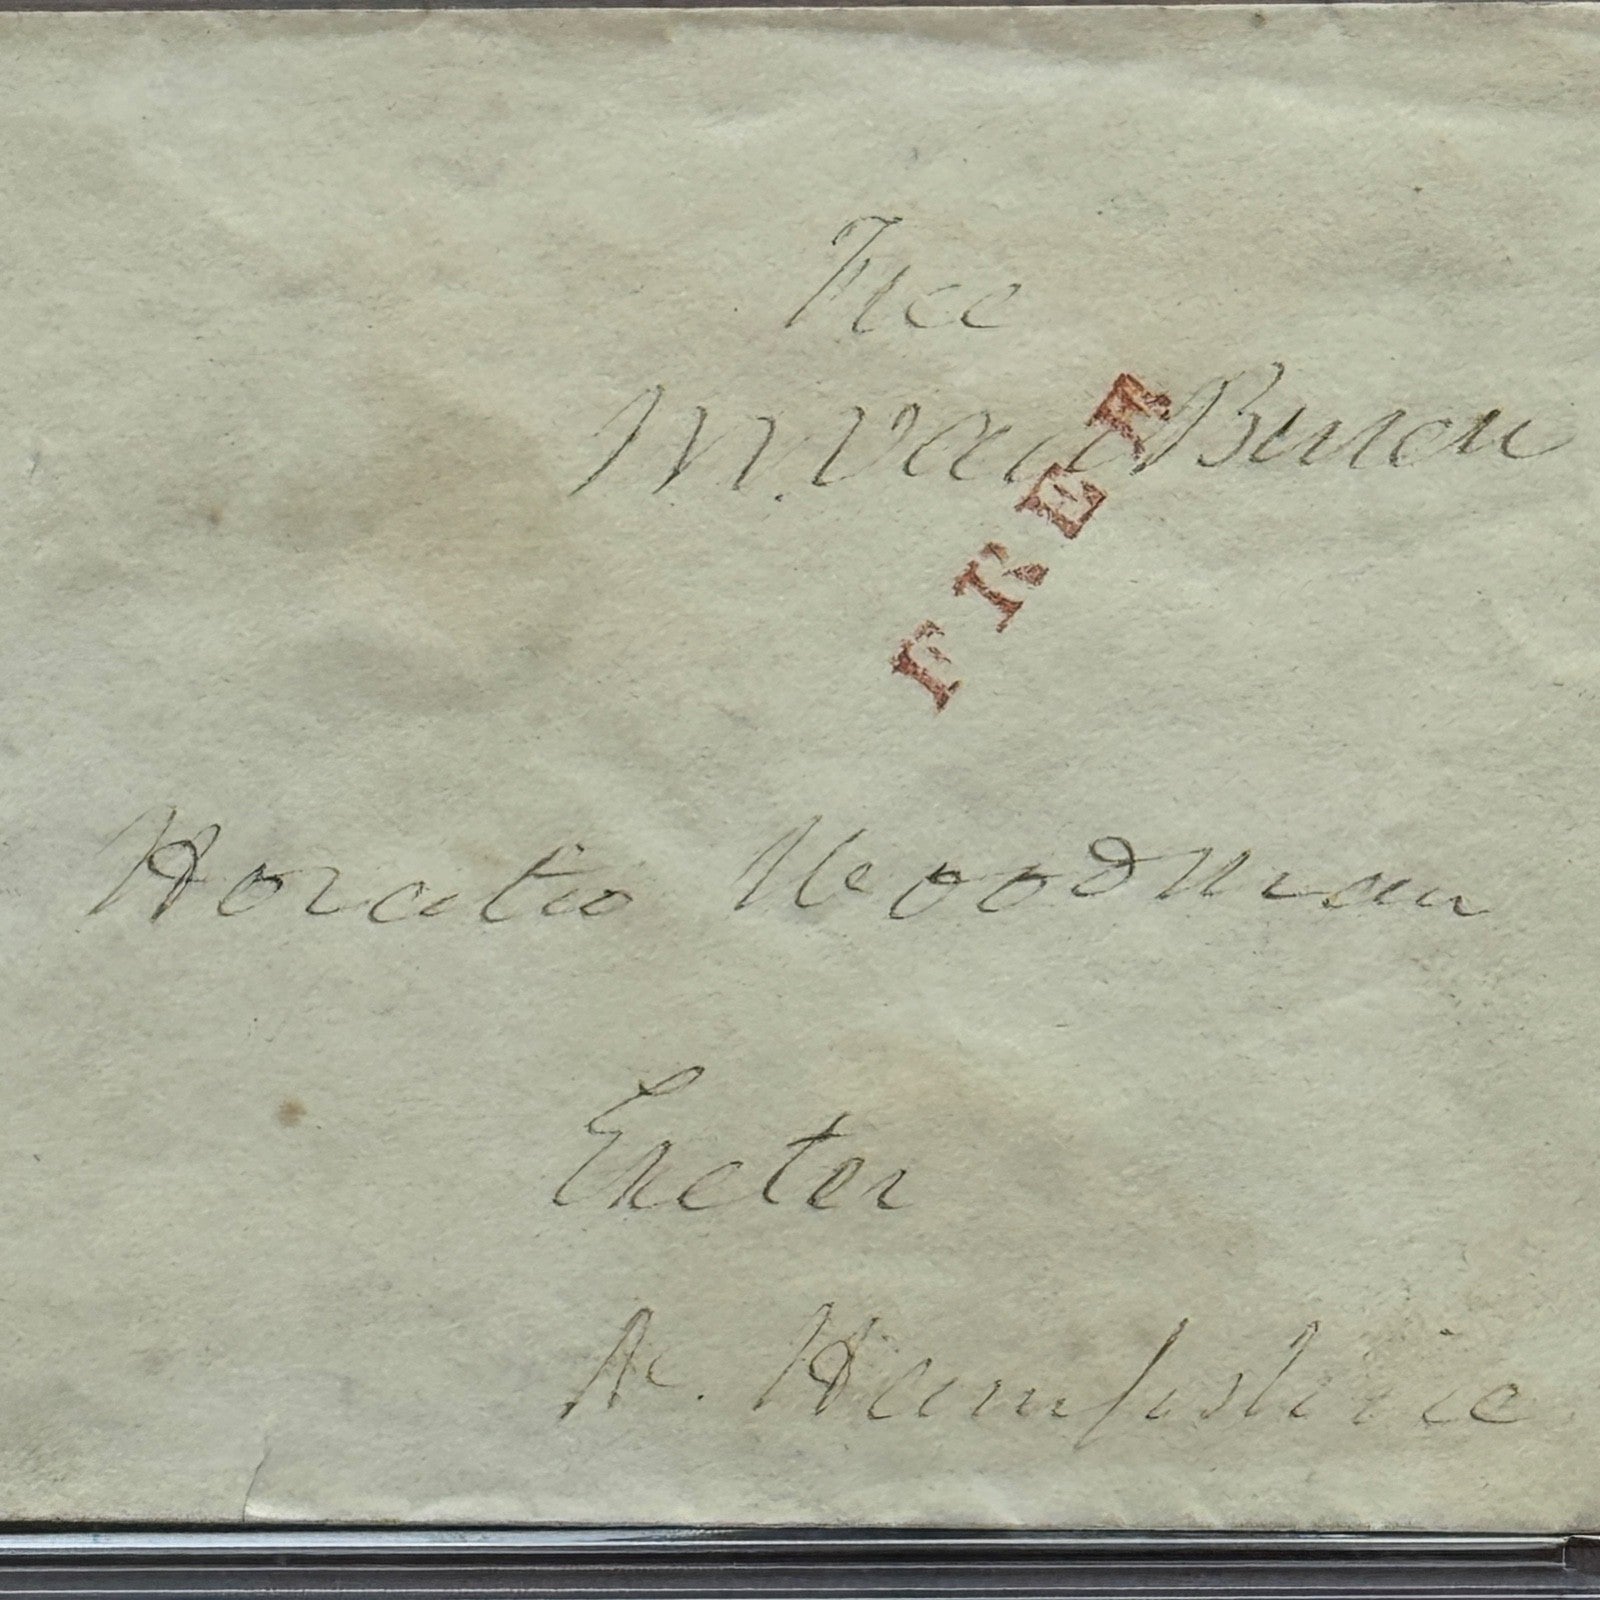 Free
M. Van Buren
FREE
Horatio Woodman
Exeter
N. Hampshire